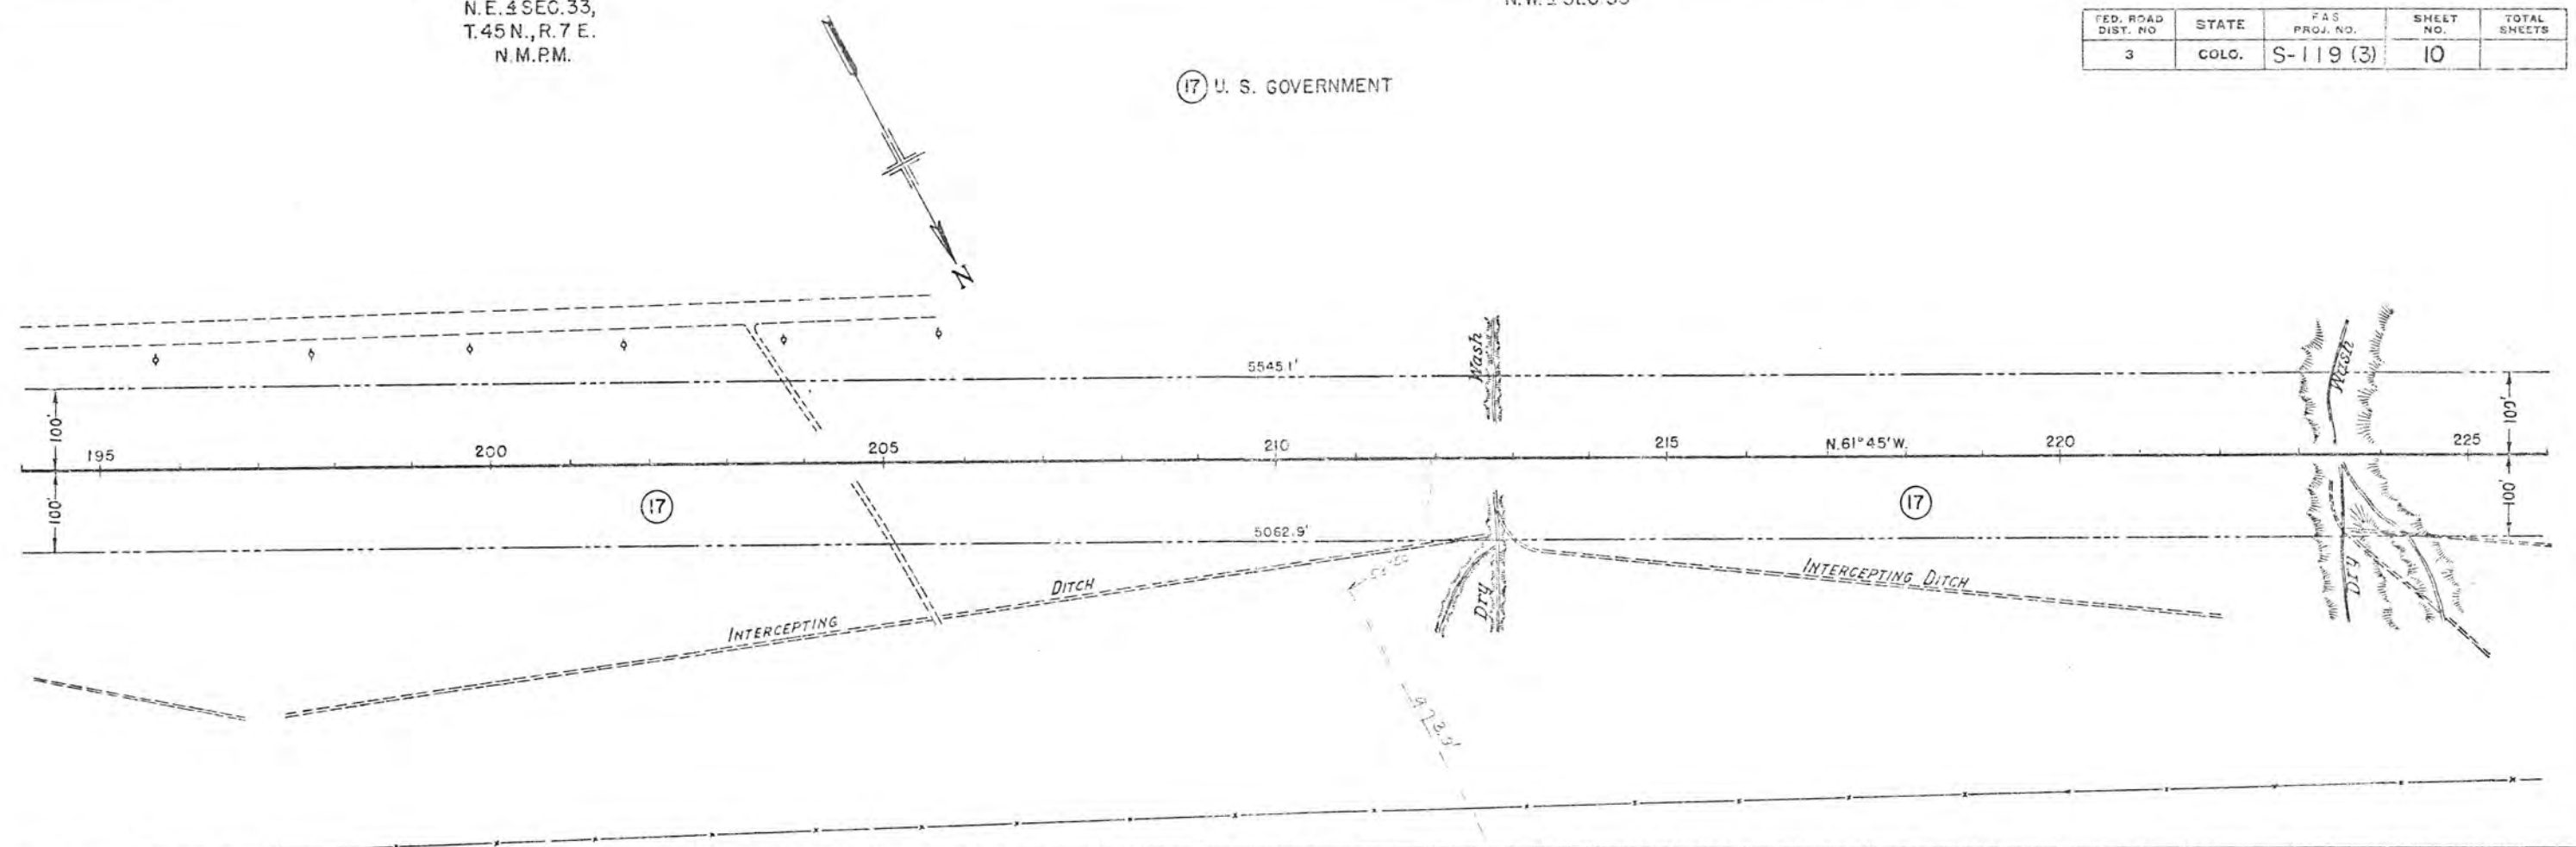 N.E.¼ SEC.33,
T.45 N., R.7 E.
N.M.P.M.
FED. ROAD DIST. NO
STATE
FAS PROJ. NO.
SHEET NO.
TOTAL SHEETS
3
COLO.
S-119 (3)
10
17 U. S. GOVERNMENT
N
Wash
Wash
5545.1'
100'
100'
195
200
205
210
215
N.61°45'W.
220
225
100'
100'
17
17
5062.9'
INTERCEPTING DITCH
Dry
INTERCEPTING DITCH
Dry
973.3'